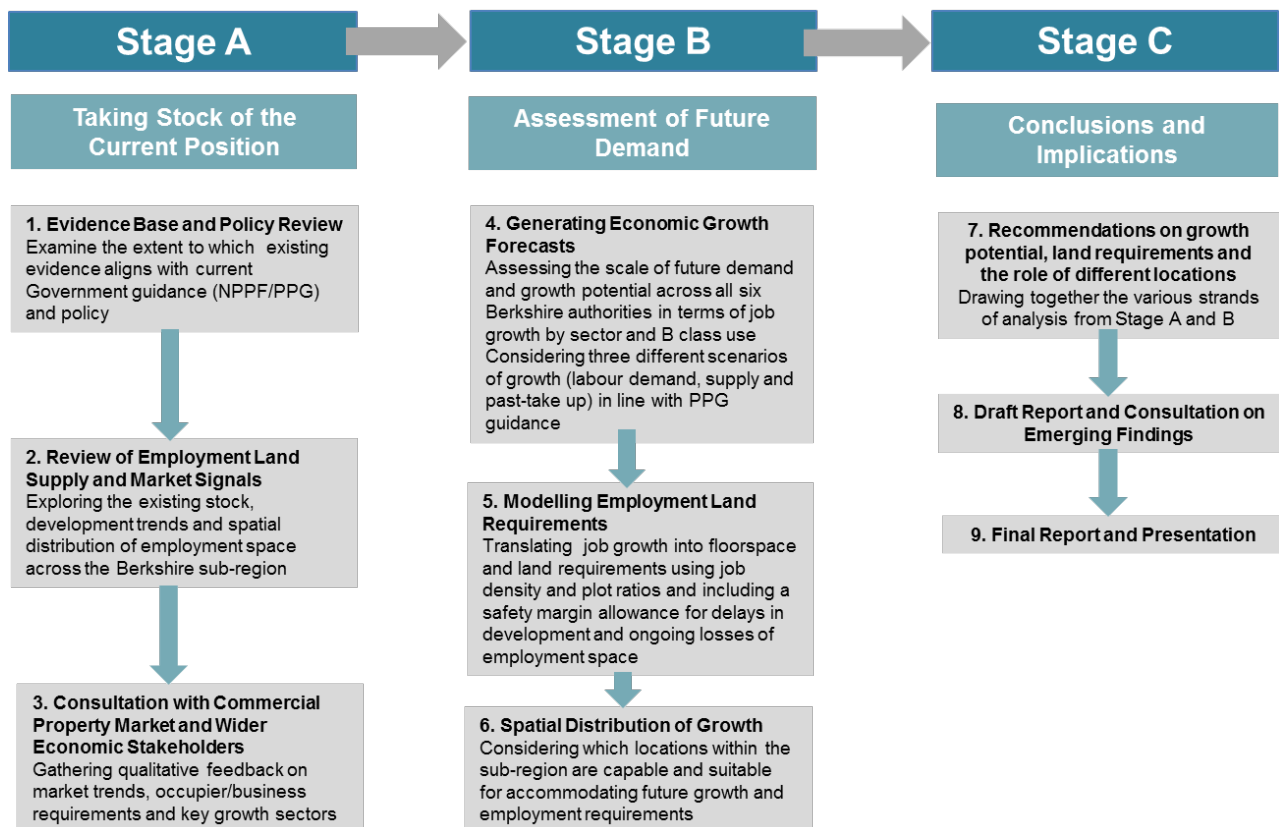 Stage A
Stage B
Stage C
Taking Stock of the
Current Position
Assessment of Future
Demand
Conclusions and
Implications
1. Evidence Base and Policy Review
Examine the extent to which existing
evidence aligns with current
Government guidance (NPPF/PPG)
and policy
2. Review of Employment Land
Supply and Market Signals
Exploring the existing stock,
development trends and spatial
distribution of employment space
across the Berkshire sub-region
3. Consultation with Commercial
Property Market and Wider
Economic Stakeholders
Gathering qualitative feedback on
market trends, occupier/business
requirements and key growth sectors
4. Generating Economic Growth
Forecasts
Assessing the scale of future demand
and growth potential across all six
Berkshire authorities in terms of job
growth by sector and B class use
Considering three different scenarios
of growth (labour demand, supply and
past-take up) in line with PPG
guidance
5. Modelling Employment Land
Requirements
Translating job growth into floorspace
and land requirements using job
density and plot ratios and including a
safety margin allowance for delays in
development and ongoing losses of
employment space
6. Spatial Distribution of Growth
Considering which locations within the
sub-region are capable and suitable
for accommodating future growth and
employment requirements
7. Recommendations on growth
potential, land requirements and
the role of different locations
Drawing together the various strands
of analysis from Stage A and B
8. Draft Report and Consultation on
Emerging Findings
9. Final Report and Presentation